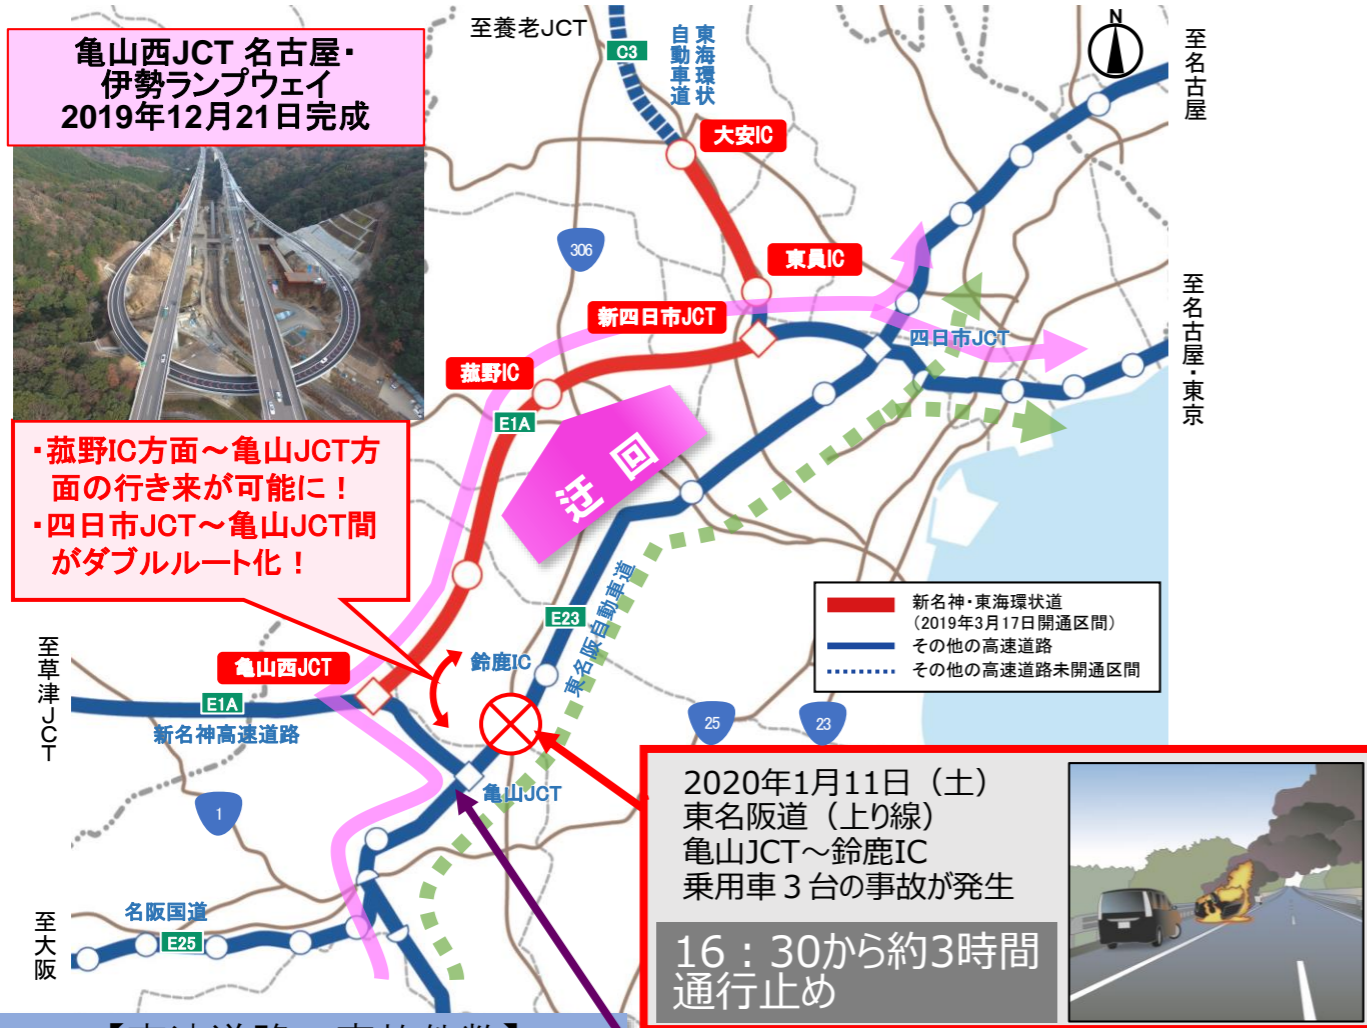 至養老JCT
N
至名古屋
亀山西JCT 名古屋・
伊勢ランプウェイ
2019年12月21日完成
C3
東海環状
自動車道
大安IC
306
東員IC
新四日市JCT
四日市JCT
至名古屋・東京
菰野IC
E1A
迂回
・菰野IC方面～亀山JCT方
面の行き来が可能に！
・四日市JCT～亀山JCT間
がダブルルート化！
E23
東名阪自動車道
新名神・東海環状道
（2019年3月17日開通区間）
その他の高速道路
その他の高速道路未開通区間
至草津JCT
亀山西JCT
鈴鹿IC
E1A
新名神高速道路
25
23
亀山JCT
1
2020年1月11日（土）
東名阪道（上り線）
亀山JCT～鈴鹿IC
乗用車３台の事故が発生
16：30から約3時間
通行止め
至大阪
名阪国道
E25